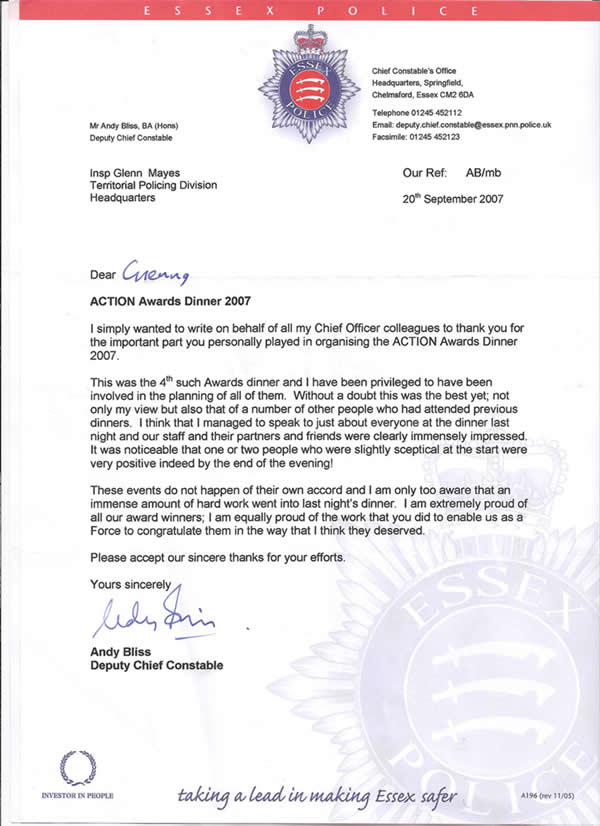 ESSEX POLICE
ESSEX
POLICE
Chief Constable's Office
Headquarters, Springfield,
Chelmsford, Essex CM2 6DA
Telephone 01245 452112
Email: deputy.chief.constable@essex.pnn.police.uk
Facsimile: 01245 452123
Mr Andy Bliss, BA (Hons)
Deputy Chief Constable
Insp Glenn Mayes
Territorial Policing Division
Headquarters
Our Ref: AB/mb
20th September 2007
Dear
ACTION Awards Dinner 2007
I simply wanted to write on behalf of all my Chief Officer colleagues to thank you for
the important part you personally played in organising the ACTION Awards Dinner
2007.
This was the 4th such Awards dinner and I have been privileged to have been
involved in the planning of all of them. Without a doubt this was the best yet; not
only my view but also that of a number of other people who had attended previous
dinners. I think that I managed to speak to just about everyone at the dinner last
night and our staff and their partners and friends were clearly immensely impressed.
It was noticeable that one or two people who were slightly sceptical at the start were
very positive indeed by the end of the evening!
These events do not happen of their own accord and I am only too aware that an
immense amount of hard work went into last night's dinner. I am extremely proud of
all our award winners; I am equally proud of the work that you did to enable us as a
Force to congratulate them in the way that I think they deserved.
Please accept our sincere thanks for your efforts.
Yours sincerely
Andy Bliss
Deputy Chief Constable
ESSEX
POLICE
INVESTOR IN PEOPLE
taking a lead in making Essex safer
A196 (rev 11/05)